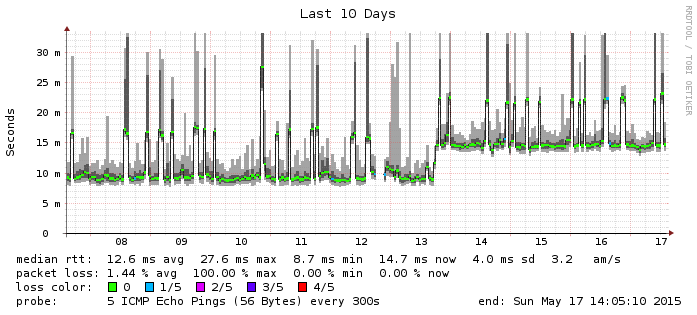 Last 10 Days
RRDTOOL / TOBI OETIKER
Seconds
30 m
25 m
20 m
15 m
10 m
5 m
0
08 09 10 11 12 13 14 15 16 17
median rtt: 12.6 ms avg 27.6 ms max 8.7 ms min 14.7 ms now 4.0 ms sd 3.2 am/s
packet loss: 1.44 % avg 100.00 % max 0.00 % min 0.00 % now
loss color: 0 1/5 2/5 3/5 4/5
probe: 5 ICMP Echo Pings (56 Bytes) every 300s end: Sun May 17 14:05:10 2015